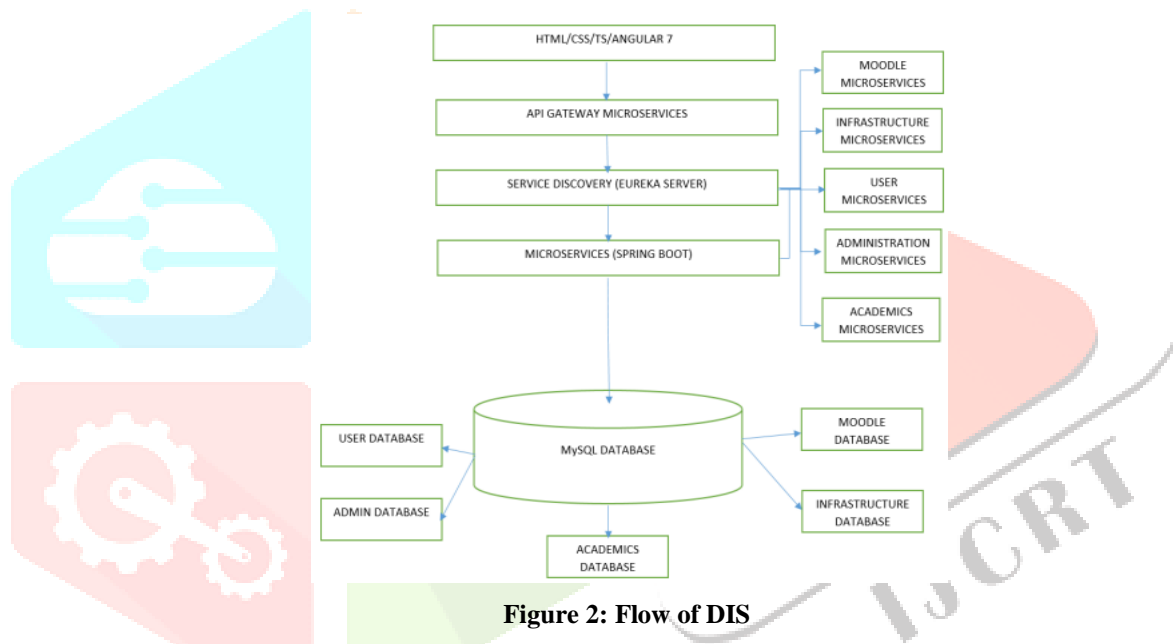 HTML/CSS/TS/ANGULAR 7
MOODLE
MICROSERVICES
API GATEWAY MICROSERVICES
INFRASTRUCTURE
MICROSERVICES
SERVICE DISCOVERY (EUREKA SERVER)
USER
MICROSERVICES
MICROSERVICES (SPRING BOOT)
ADMINISTRATION
MICROSERVICES
ACADEMICS
MICROSERVICES
USER DATABASE
MySQL DATABASE
MOODLE
DATABASE
ADMIN DATABASE
INFRASTRUCTURE
DATABASE
ACADEMICS
DATABASE
IJCRT
Figure 2: Flow of DIS